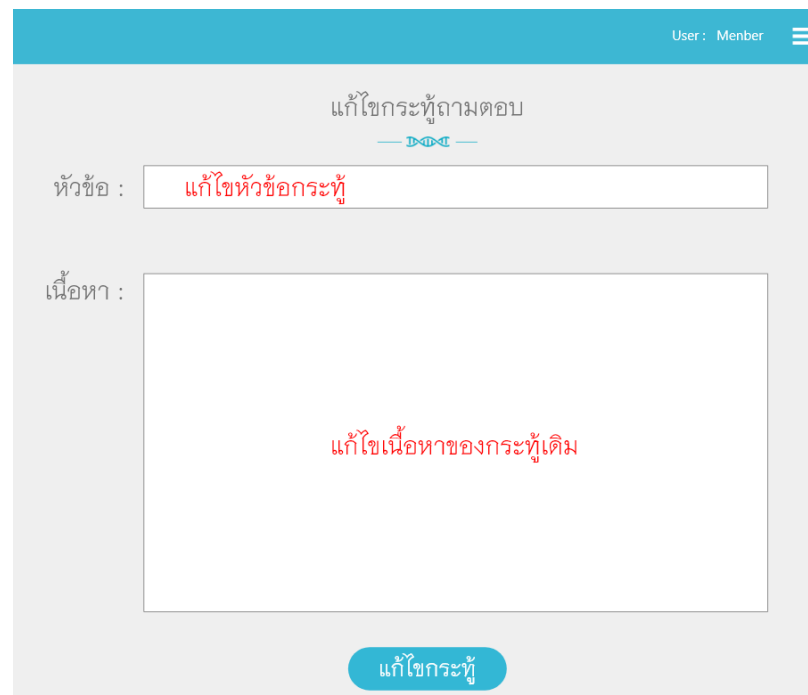 User : Menber
แก้ไขกระทู้ถามตอบ
หัวข้อ :
แก้ไขหัวข้อกระทู้
เนื้อหา :
แก้ไขเนื้อหาของกระทู้เดิม
แก้ไขกระทู้